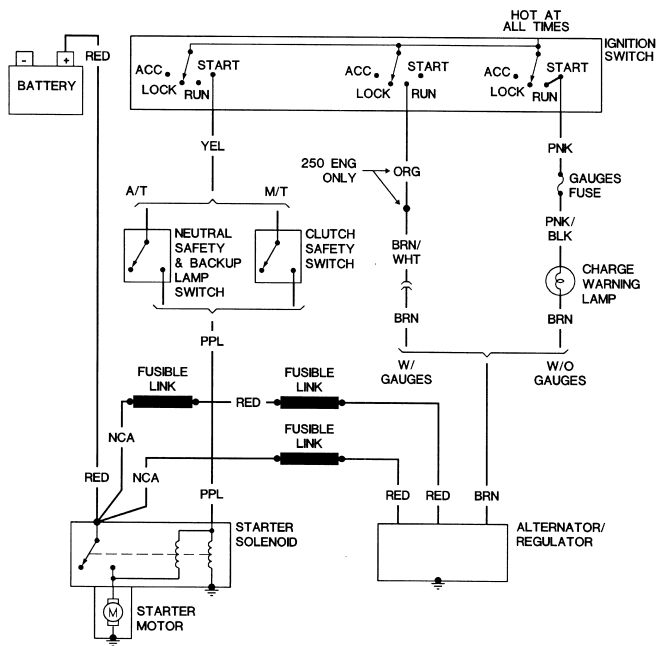 HOT AT
ALL TIMES
IGNITION
SWITCH
- +
RED
BATTERY
ACC
START
LOCK
RUN
ACC
START
LOCK
RUN
ACC
START
LOCK
RUN
YEL
250 ENG
ONLY
ORG
PNK
GAUGES
FUSE
A/T
M/T
NEUTRAL
SAFETY
& BACKUP
LAMP
SWITCH
CLUTCH
SAFETY
SWITCH
BRN/
WHT
PNK/
BLK
CHARGE
WARNING
LAMP
BRN
BRN
PPL
W/
GAUGES
W/O
GAUGES
FUSIBLE
LINK
RED
FUSIBLE
LINK
FUSIBLE
LINK
NCA
RED
NCA
PPL
RED
RED
BRN
STARTER
SOLENOID
ALTERNATOR/
REGULATOR
M
STARTER
MOTOR